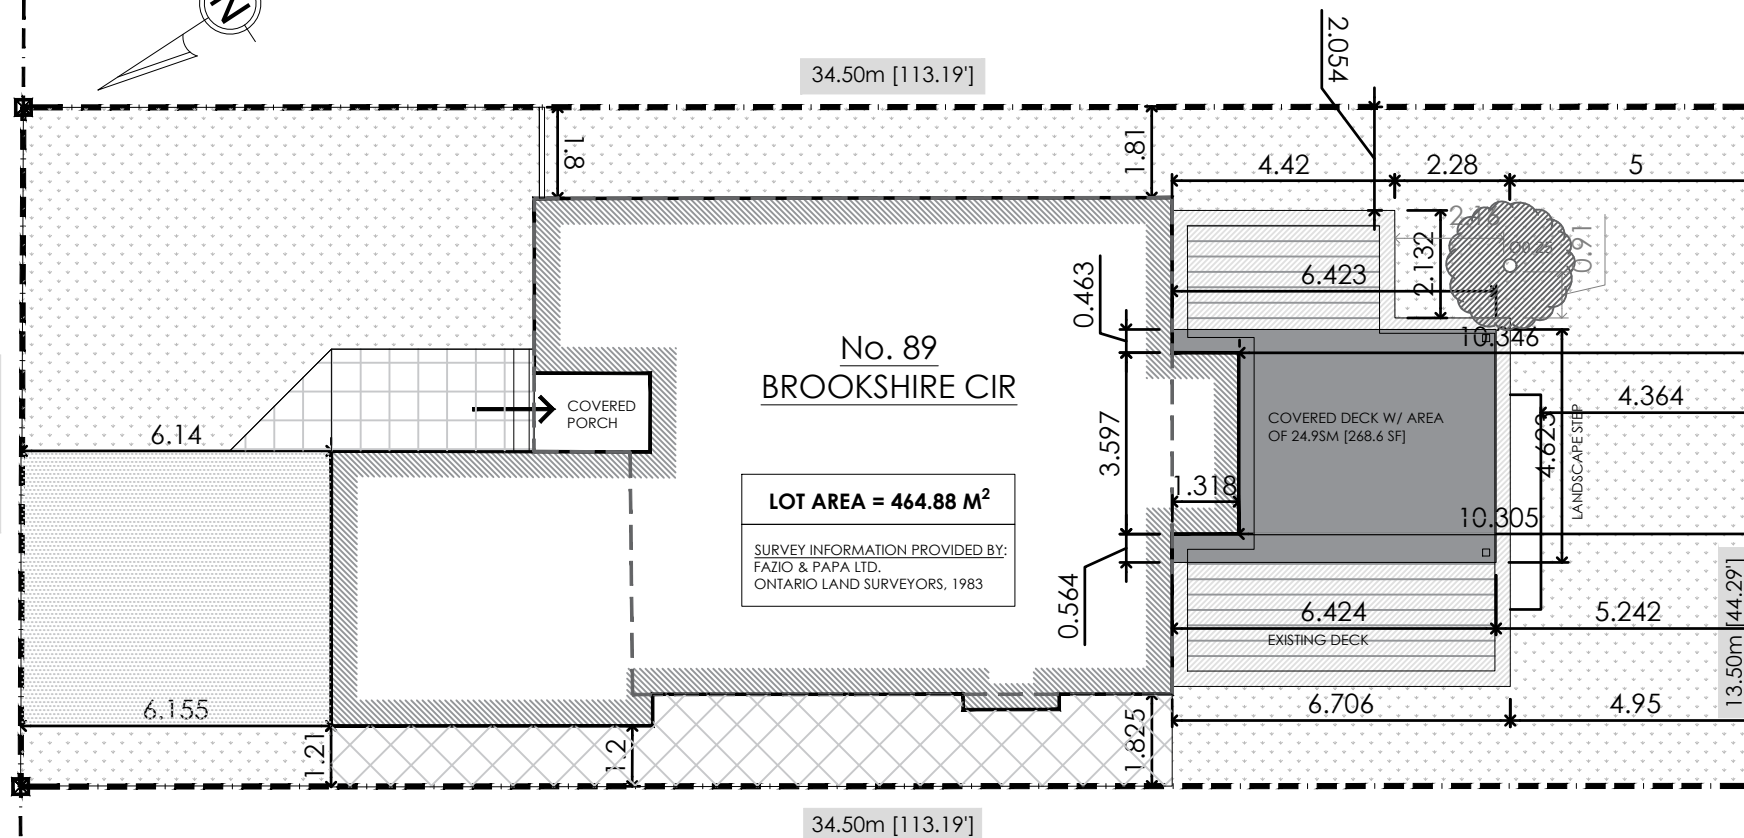 N
34.50m [113.19']
2.054
1.8
1.81
4.42
2.28
5
2.132
0.91
O0.25
6.423
0.463
10.346
No. 89
BROOKSHIRE CIR
COVERED
PORCH
COVERED DECK W/ AREA
OF 24.9SM [268.6 SF]
4.364
4.623
LANDSCAPE STEP
6.14
3.597
1.318
LOT AREA = 464.88 M²
10.305
SURVEY INFORMATION PROVIDED BY:
FAZIO & PAPA LTD.
ONTARIO LAND SURVEYORS, 1983
0.564
6.424
5.242
EXISTING DECK
13.50m [44.29']
6.155
6.706
4.95
1.21
1.2
1.825
34.50m [113.19']